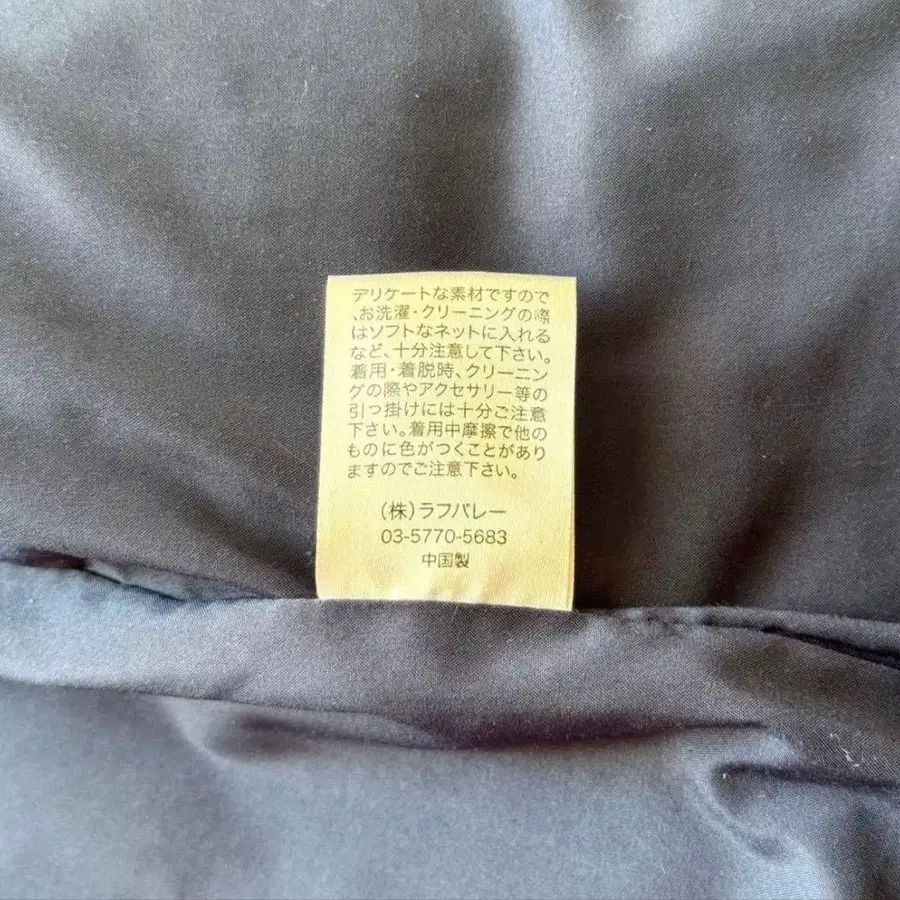 デリケートな素材ですので
、お洗濯・クリーニングの際
はソフトなネットに入れる
など、十分注意して下さい。
着用・着脱時、クリーニン
グの際やアクセサリー等の
引っ掛けには十分ご注意
下さい。着用中摩擦で他の
ものに色がつくことがあり
ますのでご注意下さい。
(株)ラフバレー
03-5770-5683
中国製